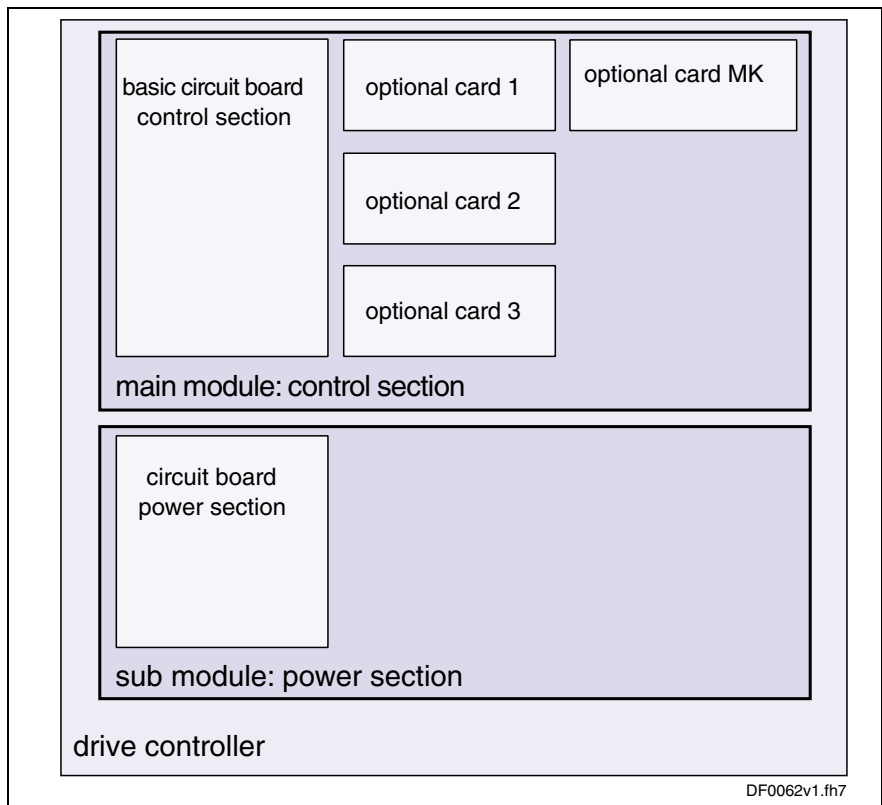 basic circuit board
control section
optional card 1
optional card MK
optional card 2
optional card 3
main module: control section
circuit board
power section
sub module: power section
drive controller
DF0062v1.fh7